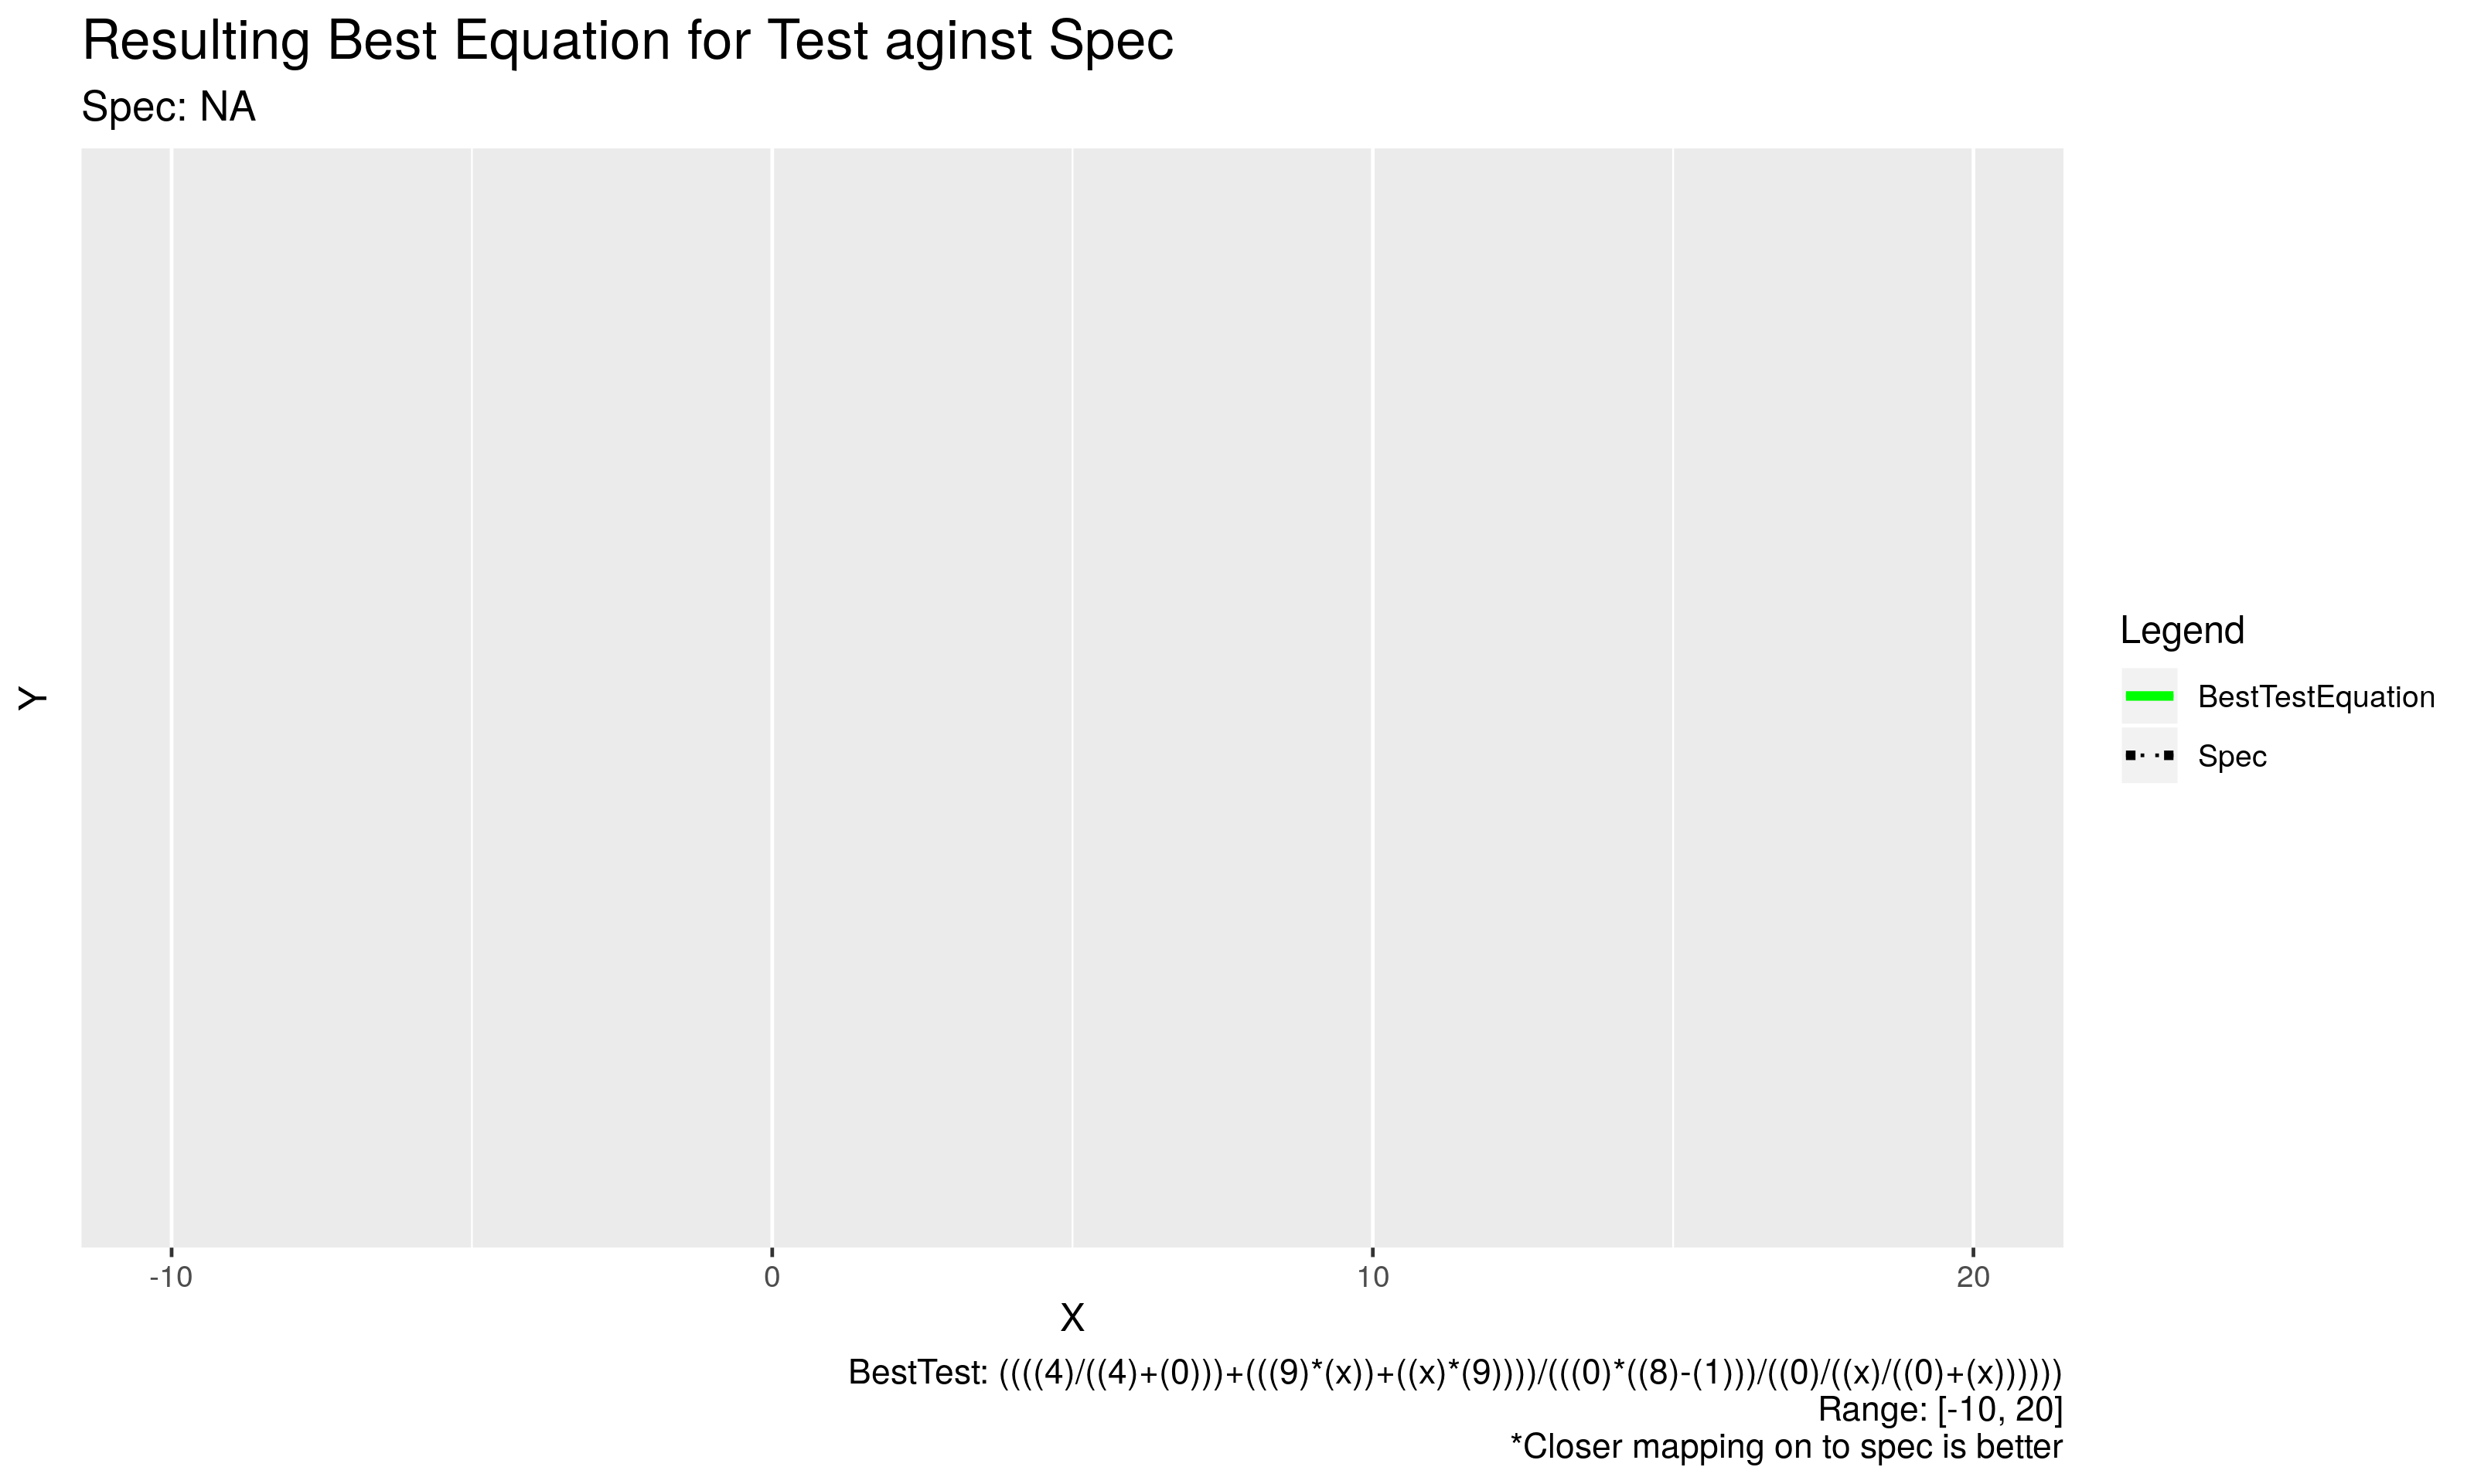 Resulting Best Equation for Test aginst Spec
Spec: NA
Y
Legend
BestTestEquation
Spec
-10 0 10 20
X
BestTest: ((((4)/((4)+(0)))+(((9)*(x))+((x)*(9))))/(((0)*((8)-(1)))/((0)/((x)/((0)+(x))))))
Range: [-10, 20]
*Closer mapping on to spec is better